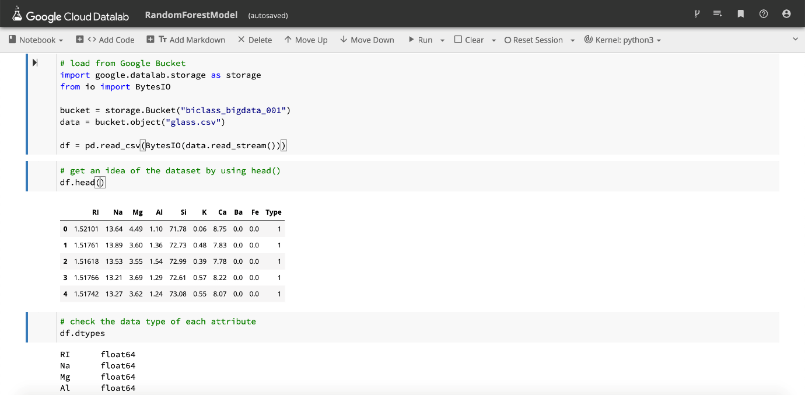 Google Cloud Datalab RandomForestModel (autosaved)
Notebook <> Add Code Tr Add Markdown Delete Move Up Move Down Run Clear Reset Session Kernel: python3
# load from Google Bucket
import google.datalab.storage as storage
from io import BytesIO
bucket = storage.Bucket("biclass_bigdata_001")
data = bucket.object("glass.csv")
df = pd.read_csv(BytesIO(data.read_stream()))
# get an idea of the dataset by using head()
df.head()
RI Na Mg Al Si K Ca Ba Fe Type
0 1.52101 13.64 4.49 1.10 71.78 0.06 8.75 0.0 0.0 1
1 1.51761 13.89 3.60 1.36 72.73 0.48 7.83 0.0 0.0 1
2 1.51618 13.53 3.55 1.54 72.99 0.39 7.78 0.0 0.0 1
3 1.51766 13.21 3.69 1.29 72.61 0.57 8.22 0.0 0.0 1
4 1.51742 13.27 3.62 1.24 73.08 0.55 8.07 0.0 0.0 1
# check the data type of each attribute
df.dtypes
RI float64
Na float64
Mg float64
Al float64